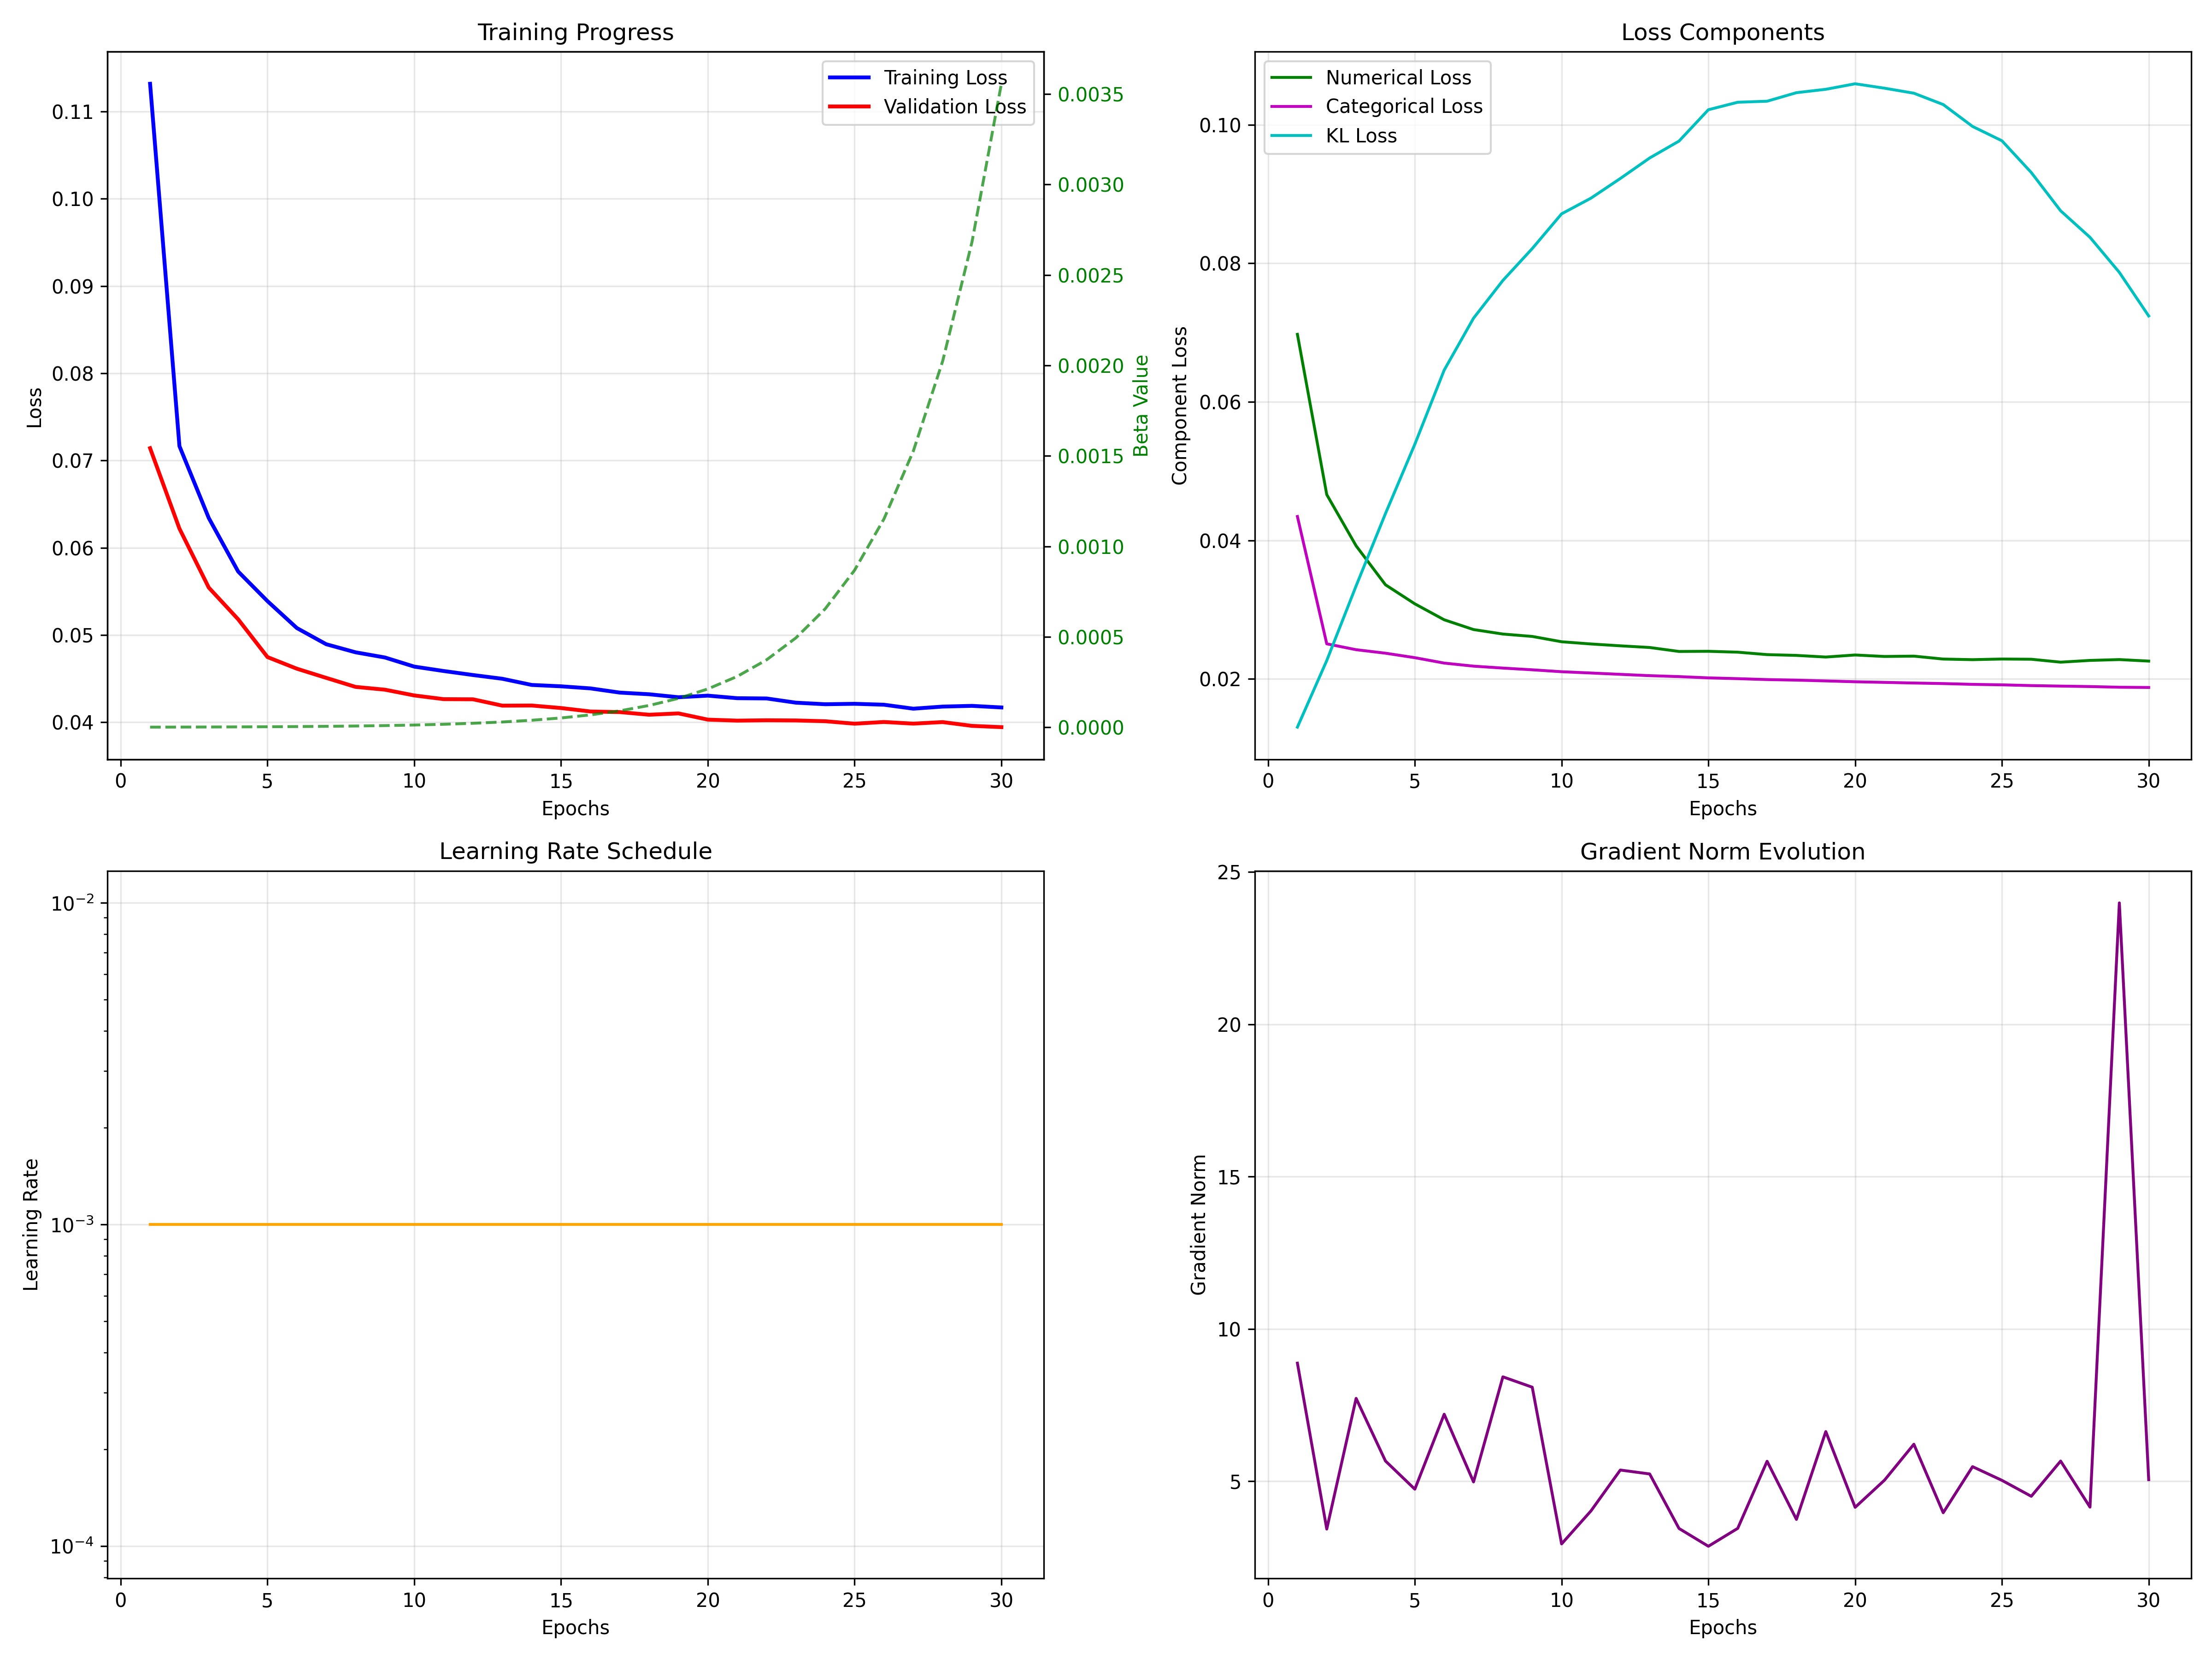 Training Progress
Training Loss
Validation Loss
0.11
0.10
0.09
0.08
0.07
0.06
0.05
0.04
Loss
0.0035
0.0030
0.0025
0.0020
0.0015
0.0010
0.0005
0.0000
Beta Value
0 5 10 15 20 25 30
Epochs
Loss Components
Numerical Loss
Categorical Loss
KL Loss
0.10
0.08
0.06
0.04
0.02
Component Loss
0 5 10 15 20 25 30
Epochs
Learning Rate Schedule
10⁻²
10⁻³
10⁻⁴
Learning Rate
0 5 10 15 20 25 30
Epochs
Gradient Norm Evolution
25
20
15
10
5
Gradient Norm
0 5 10 15 20 25 30
Epochs